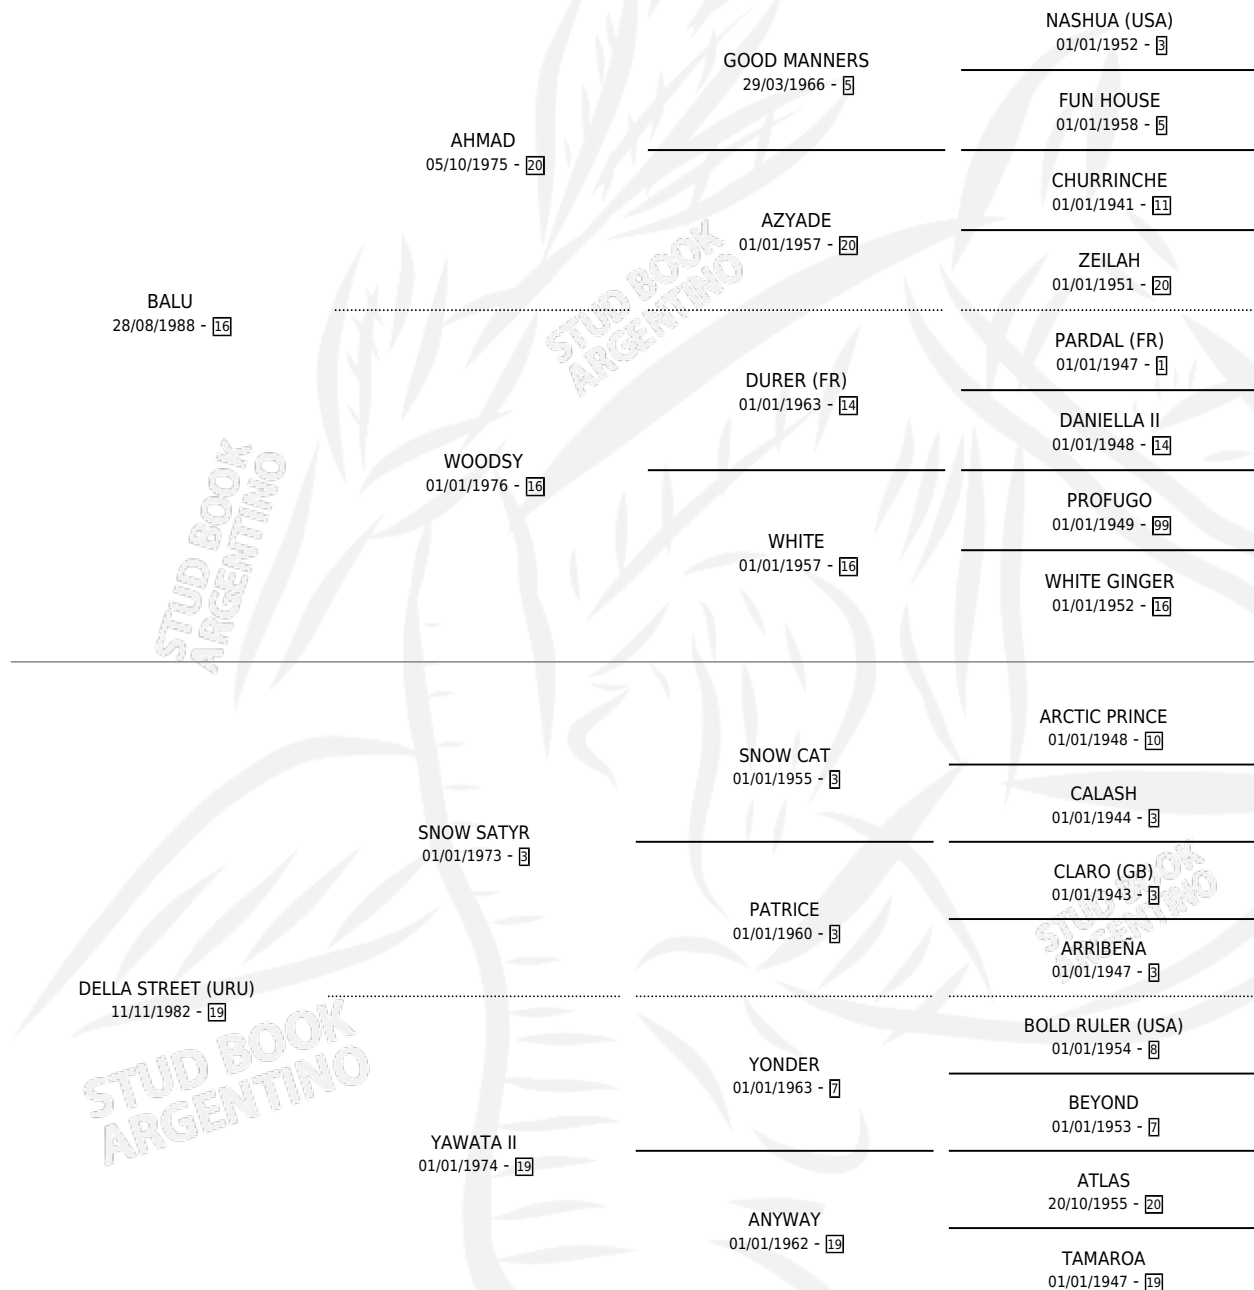 NASHUA (USA)
01/01/1952 - 3
GOOD MANNERS
29/03/1966 - 5
FUN HOUSE
01/01/1958 - 5
AHMAD
05/10/1975 - 20
CHURRINCHE
01/01/1941 - 11
AZYADE
01/01/1957 - 20
ZEILAH
01/01/1951 - 20
BALU
28/08/1988 - 16
STUD BOOK
ARGENTINO
PARDAL (FR)
01/01/1947 - 1
DURER (FR)
01/01/1963 - 14
DANIELLA II
01/01/1948 - 14
WOODSY
01/01/1976 - 16
PROFUGO
01/01/1949 - 99
WHITE
01/01/1957 - 16
WHITE GINGER
01/01/1952 - 16
STUD BOOK
ARGENTINO
ARCTIC PRINCE
01/01/1948 - 10
SNOW CAT
01/01/1955 - 3
CALASH
01/01/1944 - 3
SNOW SATYR
01/01/1973 - 3
CLARO (GB)
01/01/1943 - 3
PATRICE
01/01/1960 - 3
ARRIBEÑA
01/01/1947 - 3
STUD BOOK
ARGENTINO
DELLA STREET (URU)
11/11/1982 - 19
BOLD RULER (USA)
01/01/1954 - 8
YONDER
01/01/1963 - 7
BEYOND
01/01/1953 - 7
STUD BOOK
ARGENTINO
YAWATA II
01/01/1974 - 19
ATLAS
20/10/1955 - 20
ANYWAY
01/01/1962 - 19
TAMAROA
01/01/1947 - 19